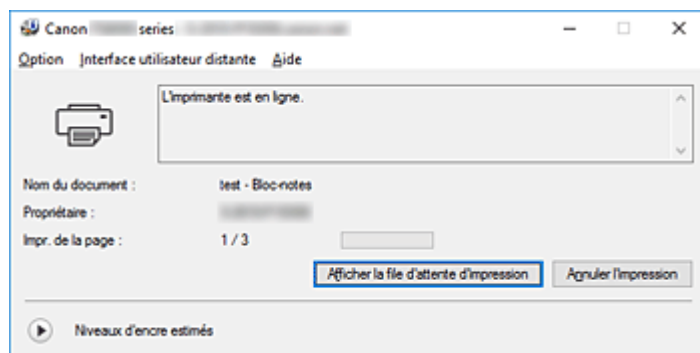 Canon series
Option Interface utilisateur distante Aide
L'imprimante est en ligne.
Nom du document : test - Bloc-notes
Propriétaire :
Impr. de la page : 1 / 3
Afficher la file d'attente d'impression Annuler l'impression
Niveaux d'encre estimés